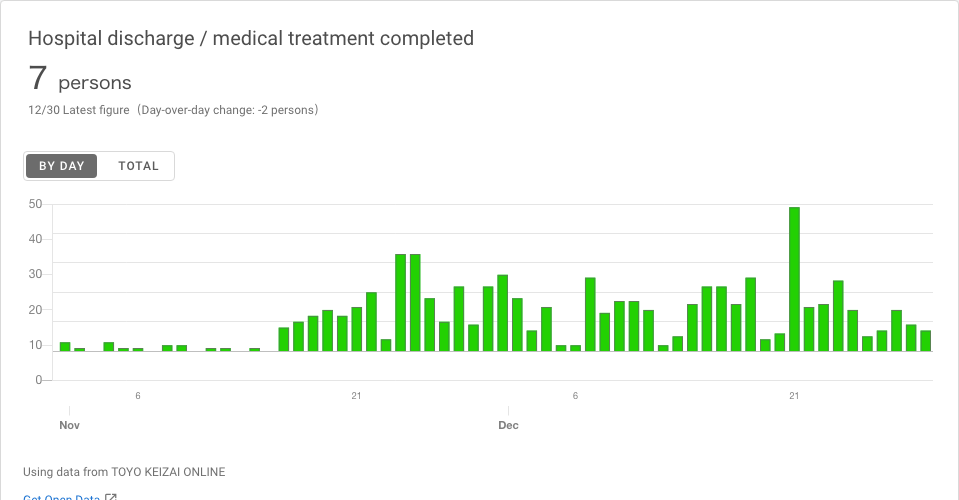 Hospital discharge / medical treatment completed
7 persons
12/30 Latest figure（Day-over-day change: -2 persons）
BY DAY TOTAL
50
40
30
20
10
0
6 21 6 21
Nov Dec
Using data from TOYO KEIZAI ONLINE
Get Open Data